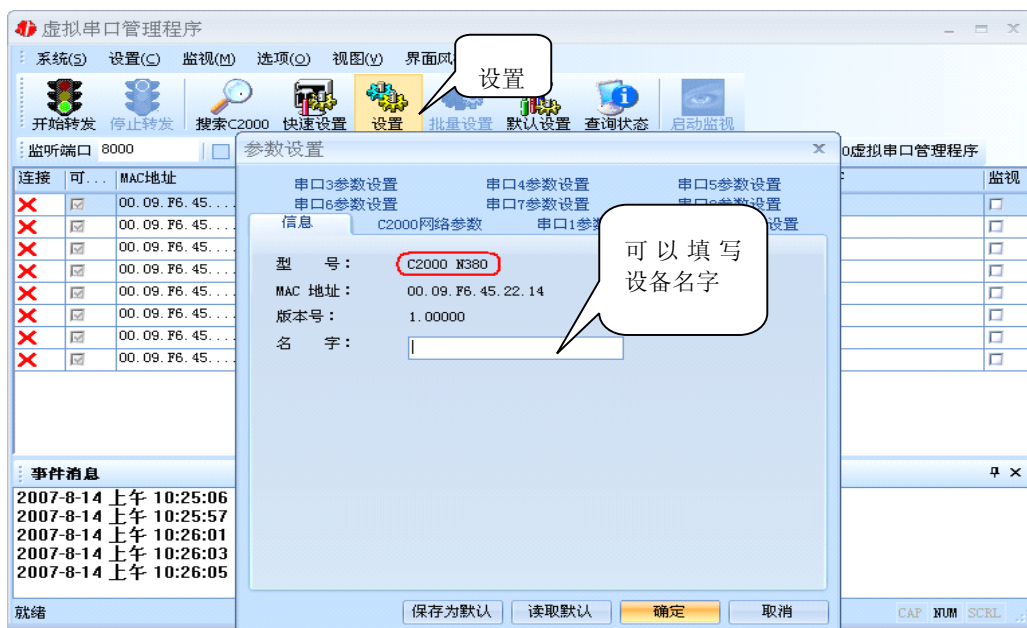 虚拟串口管理程序
系统(S) 设置(C) 监视(M) 选项(O) 视图(V) 界面风
设置
开始转发 停止转发 搜索C2000 快速设置 设置 批量设置 默认设置 查询状态 启动监视
监听端口 8000 0虚拟串口管理程序
连接 可... MAC地址 监视
00.09.F6.45....
00.09.F6.45....
00.09.F6.45....
00.09.F6.45....
00.09.F6.45....
00.09.F6.45....
00.09.F6.45....
00.09.F6.45....
参数设置
串口3参数设置 串口4参数设置 串口5参数设置
串口6参数设置 串口7参数设置
信息 C2000网络参数 串口1参 设置
可以填写
设备名字
型 号： C2000 N380
MAC 地址： 00.09.F6.45.22.14
版本号： 1.00000
名 字：
保存为默认 读取默认 确定 取消
事件消息
2007-8-14 上午 10:25:06
2007-8-14 上午 10:25:57
2007-8-14 上午 10:26:01
2007-8-14 上午 10:26:03
2007-8-14 上午 10:26:05
就绪 CAP NUM SCRL